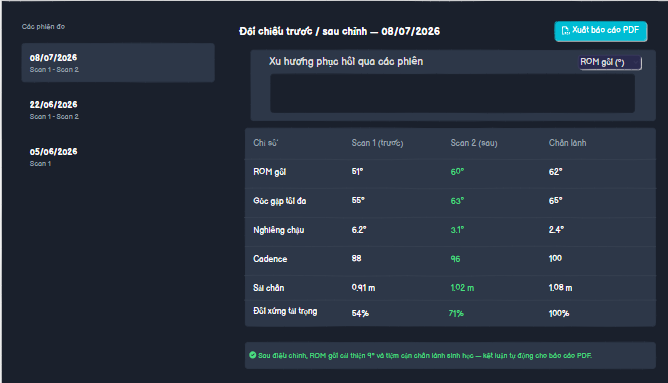 Các phiên đo
08/07/2026
Scan 1 - Scan 2
22/06/2026
Scan 1 - Scan 2
05/06/2026
Scan 1
Đối chiếu trước / sau chỉnh — 08/07/2026
Xuất báo cáo PDF
Xu hướng phục hồi qua các phiên
ROM gối (°)
Chỉ số Scan 1 (trước) Scan 2 (sau) Chân lành
ROM gối 51° 60° 62°
Góc gập tối đa 55° 63° 65°
Nghiêng chậu 6.2° 3.1° 2.4°
Cadence 88 96 100
Sải chân 0.91 m 1.02 m 1.08 m
Đối xứng tải trọng 54% 71% 100%
Sau điều chỉnh, ROM gối cải thiện 9° và tiệm cận chân lành sinh học — kết luận tự động cho báo cáo PDF.